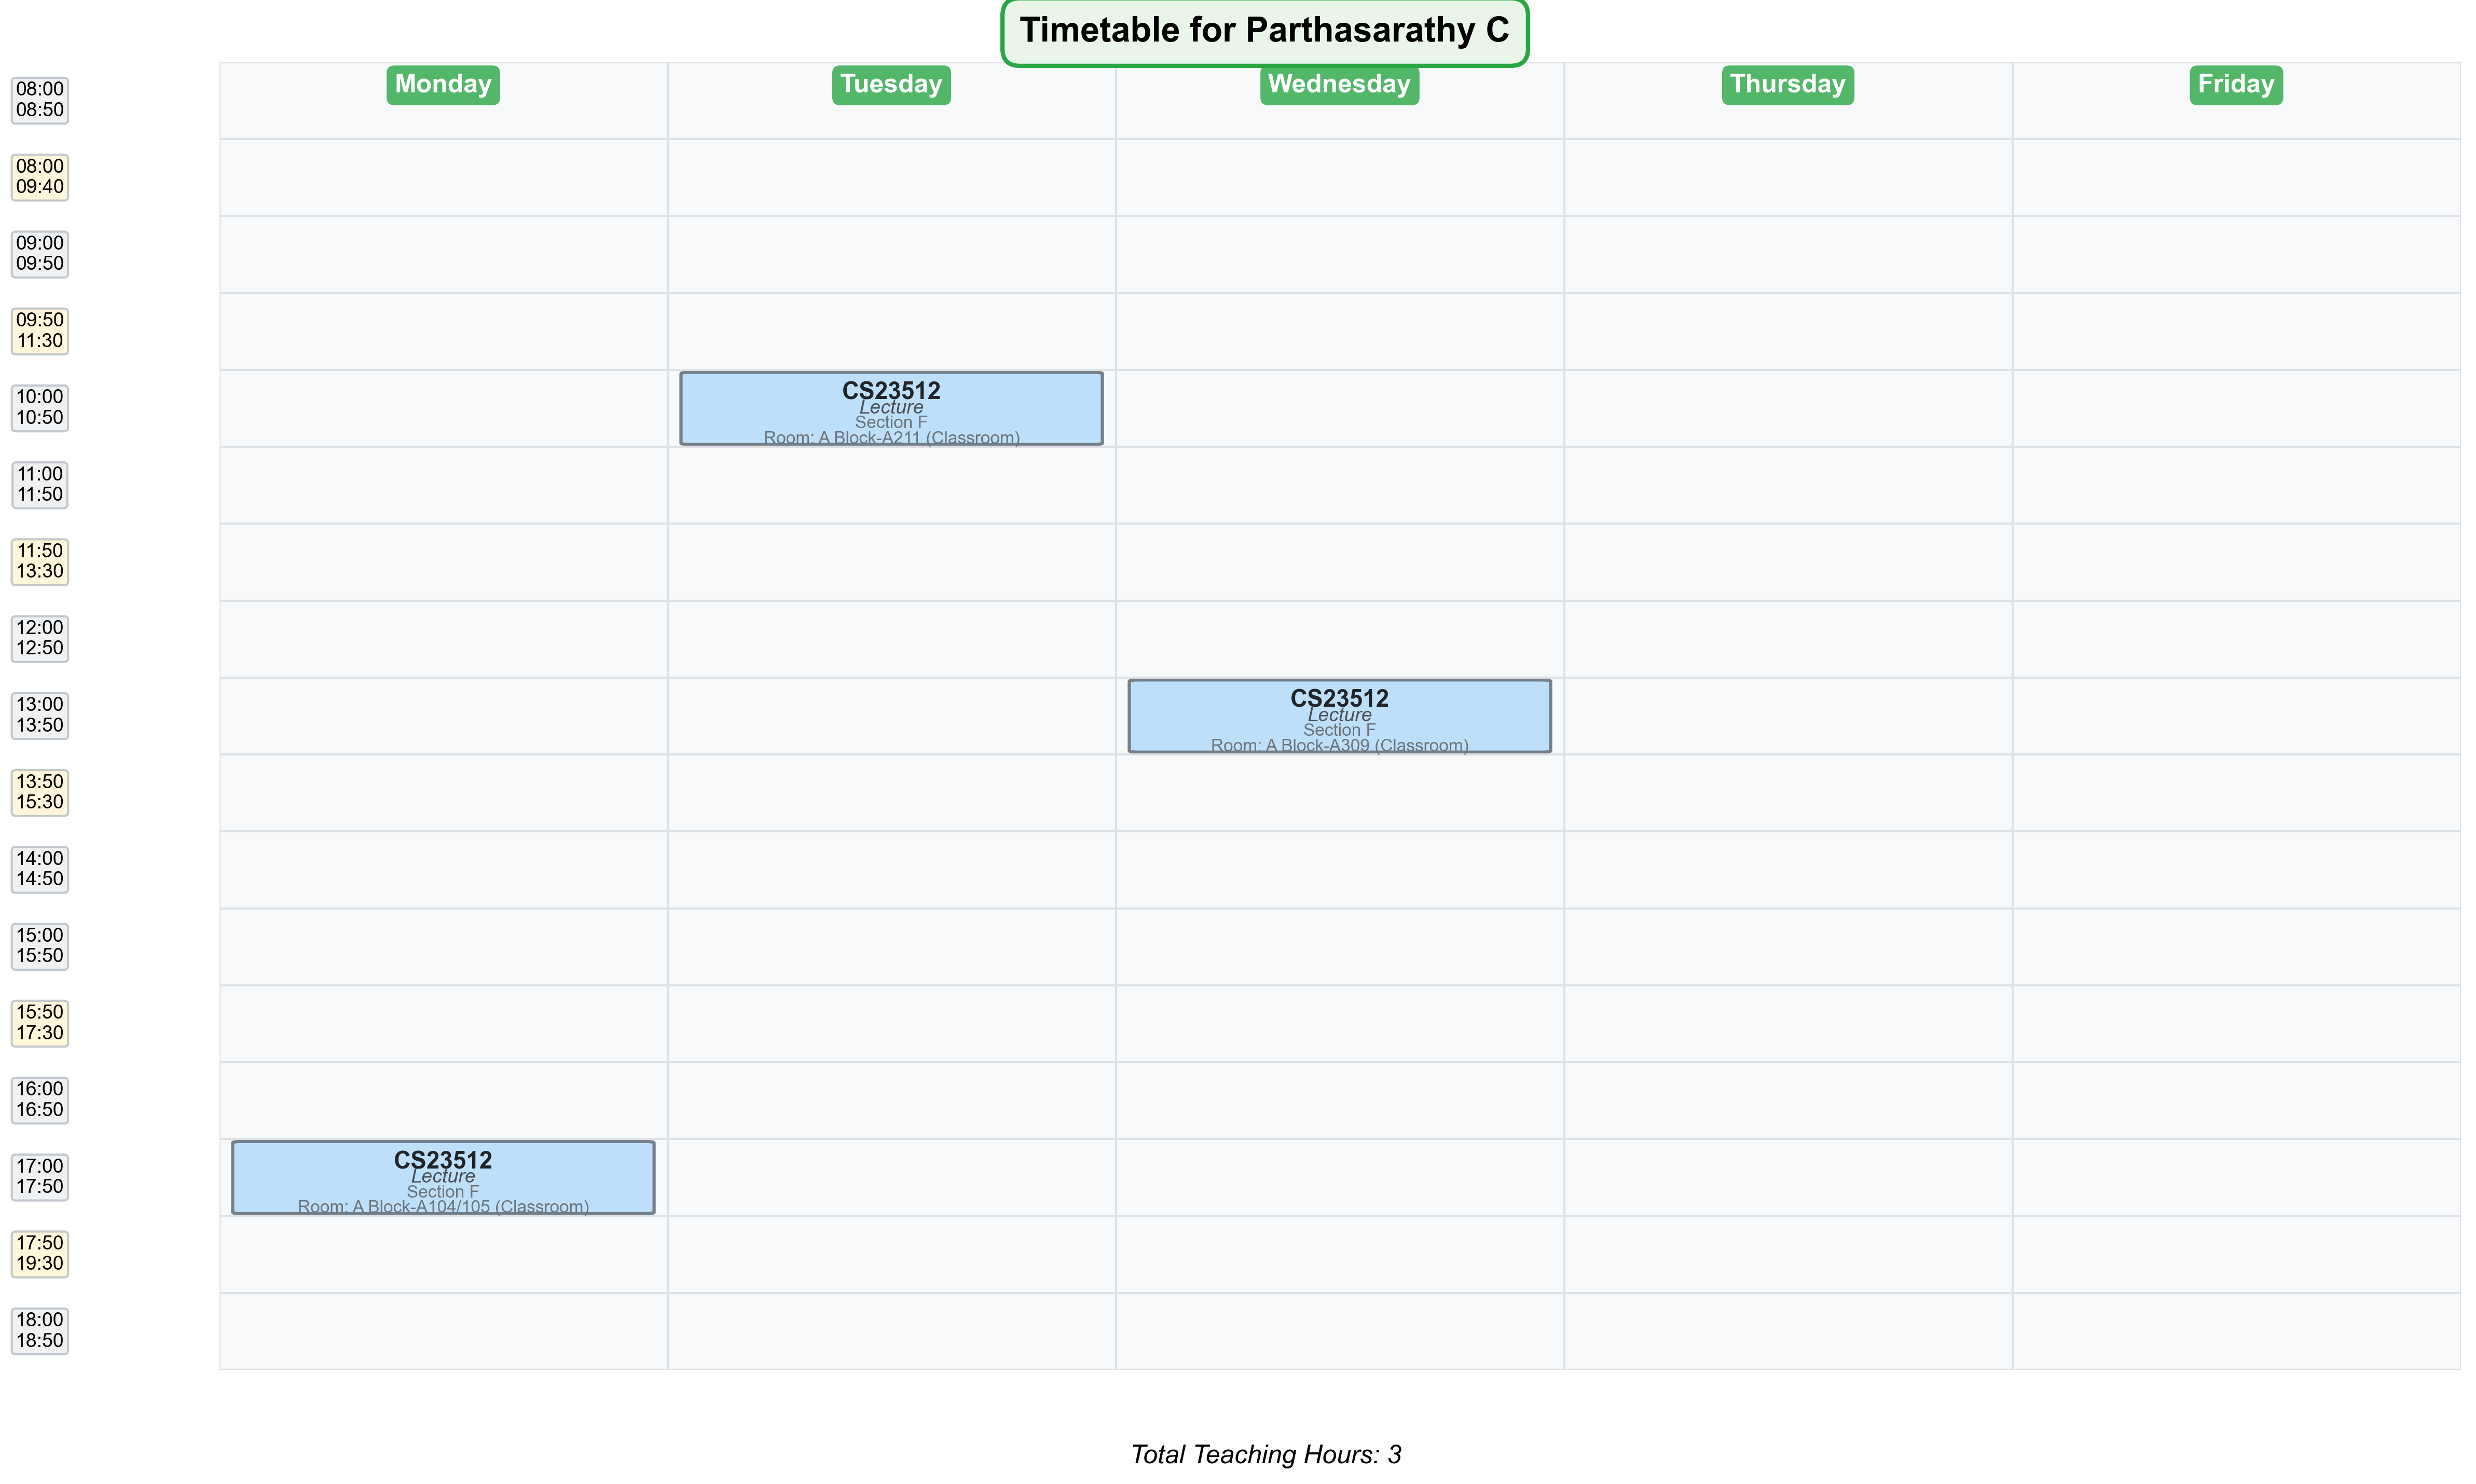 Timetable for Parthasarathy C
Monday
Tuesday
Wednesday
Thursday
Friday
08:00
08:50
08:00
09:40
09:00
09:50
09:50
11:30
10:00
10:50
CS23512
Lecture
Section F
Room: A Block-A211 (Classroom)
11:00
11:50
11:50
13:30
12:00
12:50
13:00
13:50
CS23512
Lecture
Section F
Room: A Block-A309 (Classroom)
13:50
15:30
14:00
14:50
15:00
15:50
15:50
17:30
16:00
16:50
17:00
17:50
CS23512
Lecture
Section F
Room: A Block-A104/105 (Classroom)
17:50
19:30
18:00
18:50
Total Teaching Hours: 3